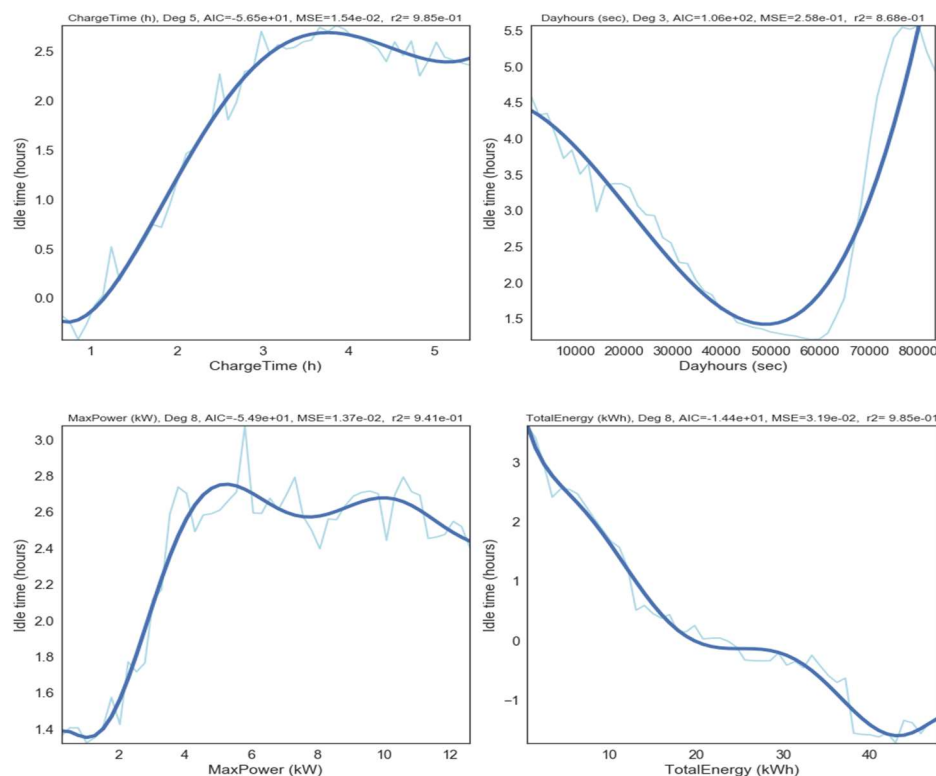 ChargeTime (h), Deg 5, AIC=-5.65e+01, MSE=1.54e-02, r2= 9.85e-01
2.5
2.0
1.5
1.0
0.5
0.0
Idle time (hours)
1 2 3 4 5
ChargeTime (h)
Dayhours (sec), Deg 3, AIC=1.06e+02, MSE=2.58e-01, r2= 8.68e-01
5.5
5.0
4.5
4.0
3.5
3.0
2.5
2.0
1.5
Idle time (hours)
10000 20000 30000 40000 50000 60000 70000 80000
Dayhours (sec)
MaxPower (kW), Deg 8, AIC=-5.49e+01, MSE=1.37e-02, r2= 9.41e-01
3.0
2.8
2.6
2.4
2.2
2.0
1.8
1.6
1.4
Idle time (hours)
2 4 6 8 10 12
MaxPower (kW)
TotalEnergy (kWh), Deg 8, AIC=-1.44e+01, MSE=3.19e-02, r2= 9.85e-01
3
2
1
0
−1
Idle time (hours)
10 20 30 40
TotalEnergy (kWh)